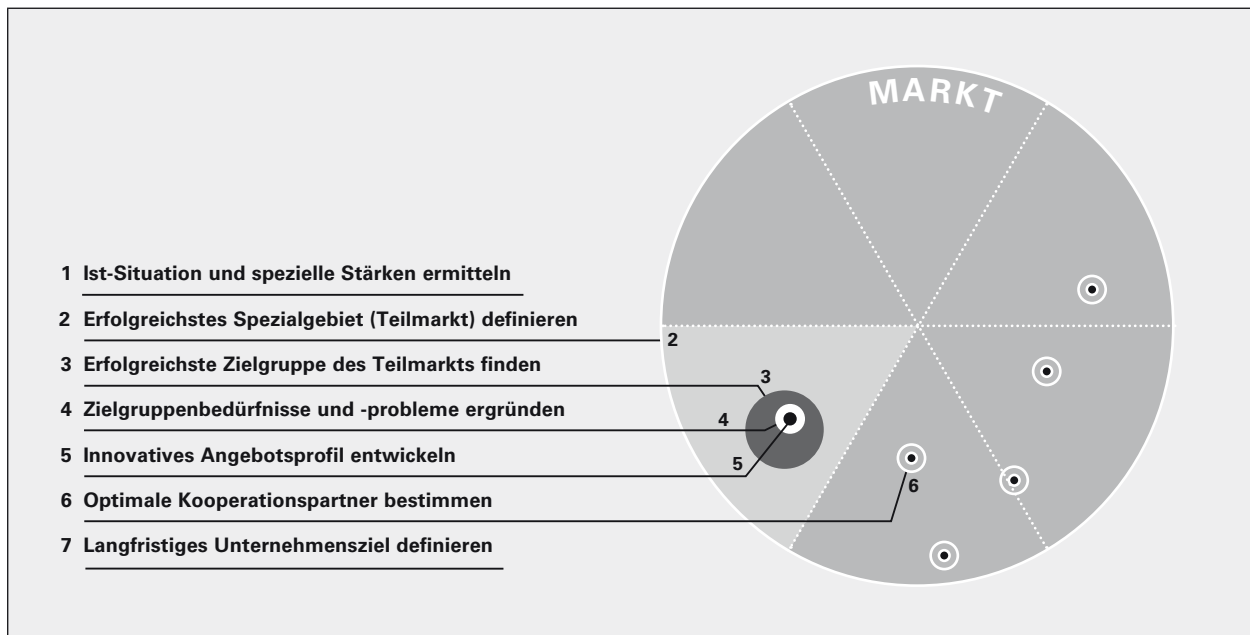 MARKT
1 Ist-Situation und spezielle Stärken ermitteln
2 Erfolgreichstes Spezialgebiet (Teilmarkt) definieren
2
3 Erfolgreichste Zielgruppe des Teilmarkts finden
3
4 Zielgruppenbedürfnisse und -probleme ergründen
4
5 Innovatives Angebotsprofil entwickeln
5
6 Optimale Kooperationspartner bestimmen
6
7 Langfristiges Unternehmensziel definieren